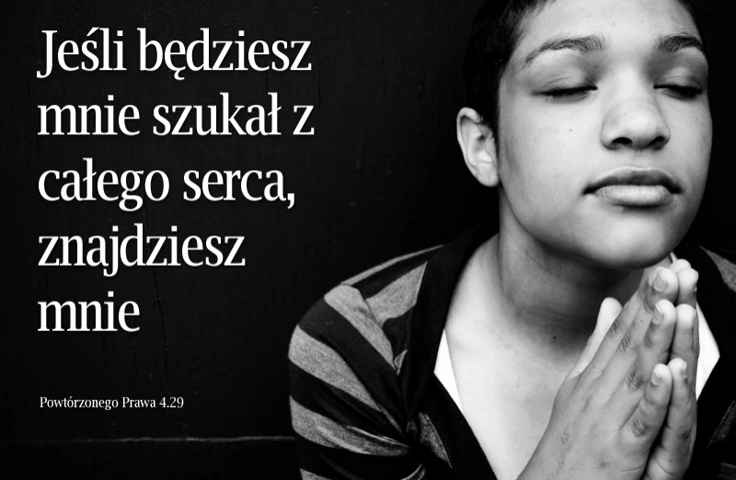 Jeśli będziesz
mnie szukał z
całego serca,
znajdziesz
mnie
Powtórzonego Prawa 4.29